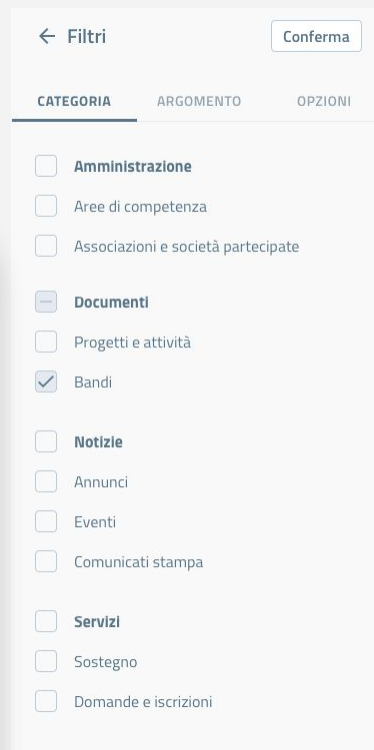 Filtri
Conferma
CATEGORIA ARGOMENTO OPZIONI
Amministrazione
Aree di competenza
Associazioni e società partecipate
Documenti
Progetti e attività
Bandi
Notizie
Annunci
Eventi
Comunicati stampa
Servizi
Sostegno
Domande e iscrizioni